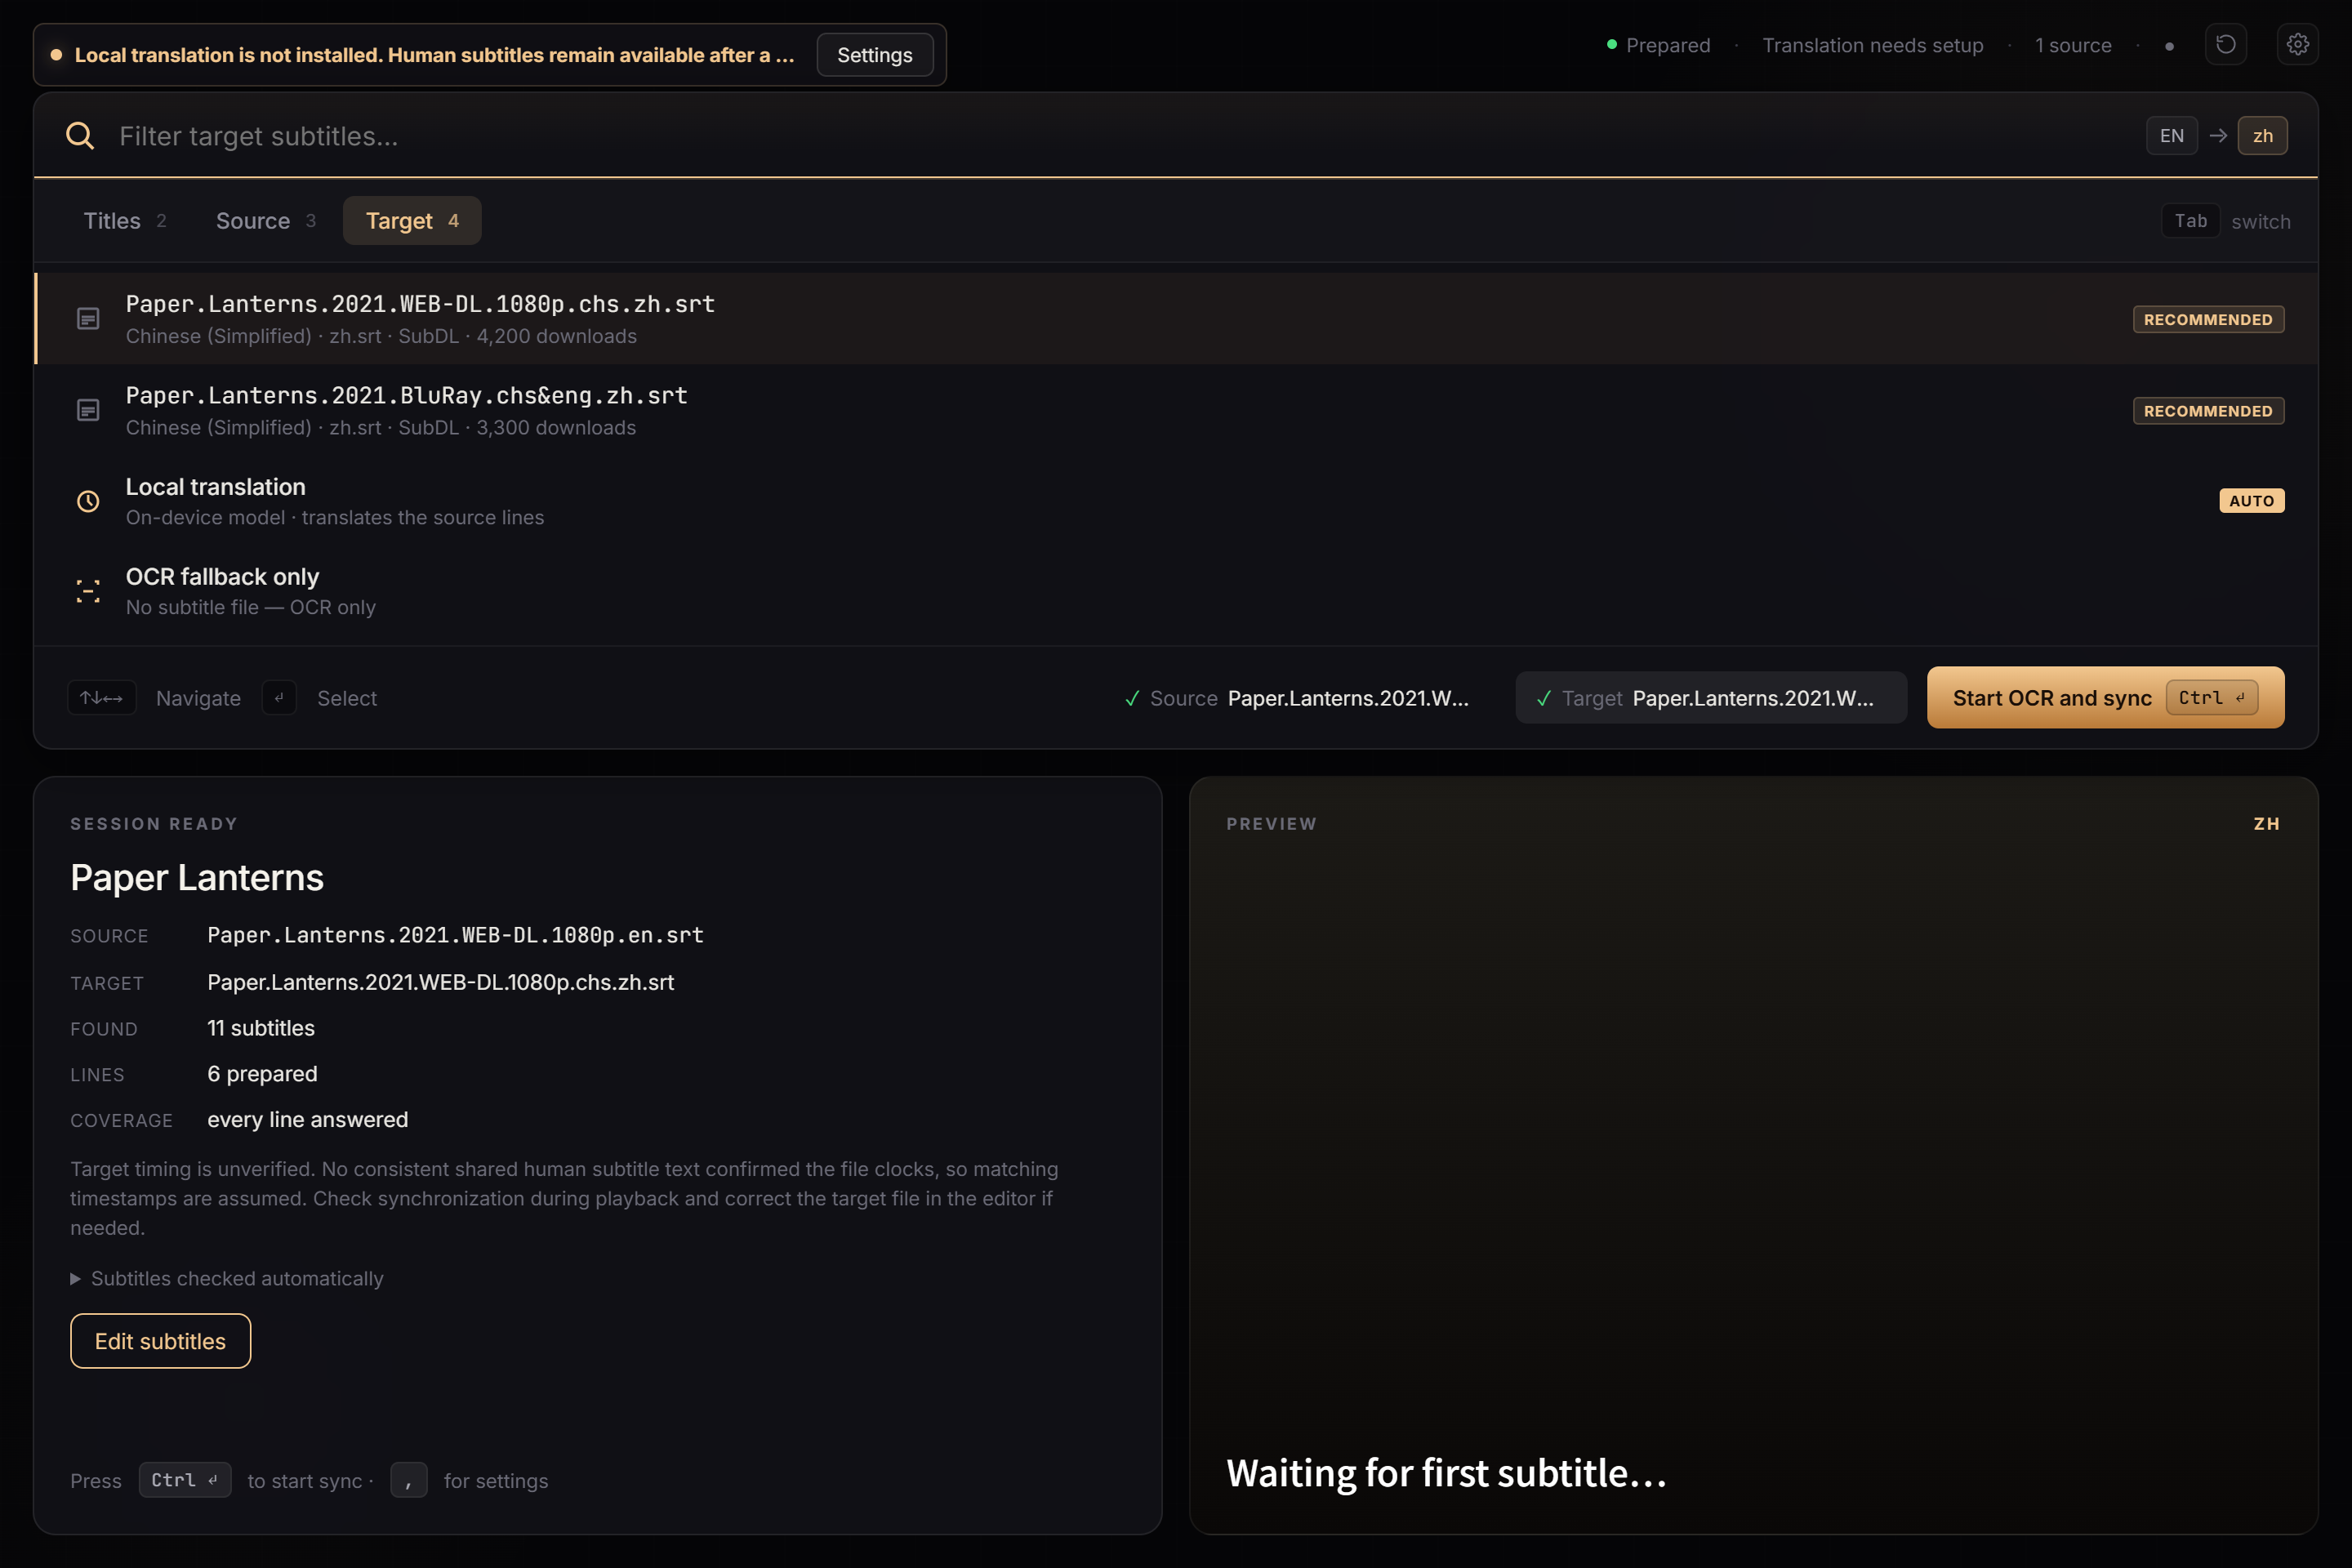 Local translation is not installed. Human subtitles remain available after a ...
Settings
Prepared · Translation needs setup · 1 source ·
Filter target subtitles...
EN → zh
Titles 2 Source 3 Target 4
Tab switch
Paper.Lanterns.2021.WEB-DL.1080p.chs.zh.srt
Chinese (Simplified) · zh.srt · SubDL · 4,200 downloads
RECOMMENDED
Paper.Lanterns.2021.BluRay.chs&eng.zh.srt
Chinese (Simplified) · zh.srt · SubDL · 3,300 downloads
RECOMMENDED
Local translation
On-device model · translates the source lines
AUTO
OCR fallback only
No subtitle file — OCR only
↑↓←→ Navigate ↵ Select
✓ Source Paper.Lanterns.2021.W...
✓ Target Paper.Lanterns.2021.W...
Start OCR and sync Ctrl ↵
SESSION READY
Paper Lanterns
SOURCE Paper.Lanterns.2021.WEB-DL.1080p.en.srt
TARGET Paper.Lanterns.2021.WEB-DL.1080p.chs.zh.srt
FOUND 11 subtitles
LINES 6 prepared
COVERAGE every line answered
Target timing is unverified. No consistent shared human subtitle text confirmed the file clocks, so matching
timestamps are assumed. Check synchronization during playback and correct the target file in the editor if
needed.
▶ Subtitles checked automatically
Edit subtitles
Press Ctrl ↵ to start sync · , for settings
PREVIEW
ZH
Waiting for first subtitle...